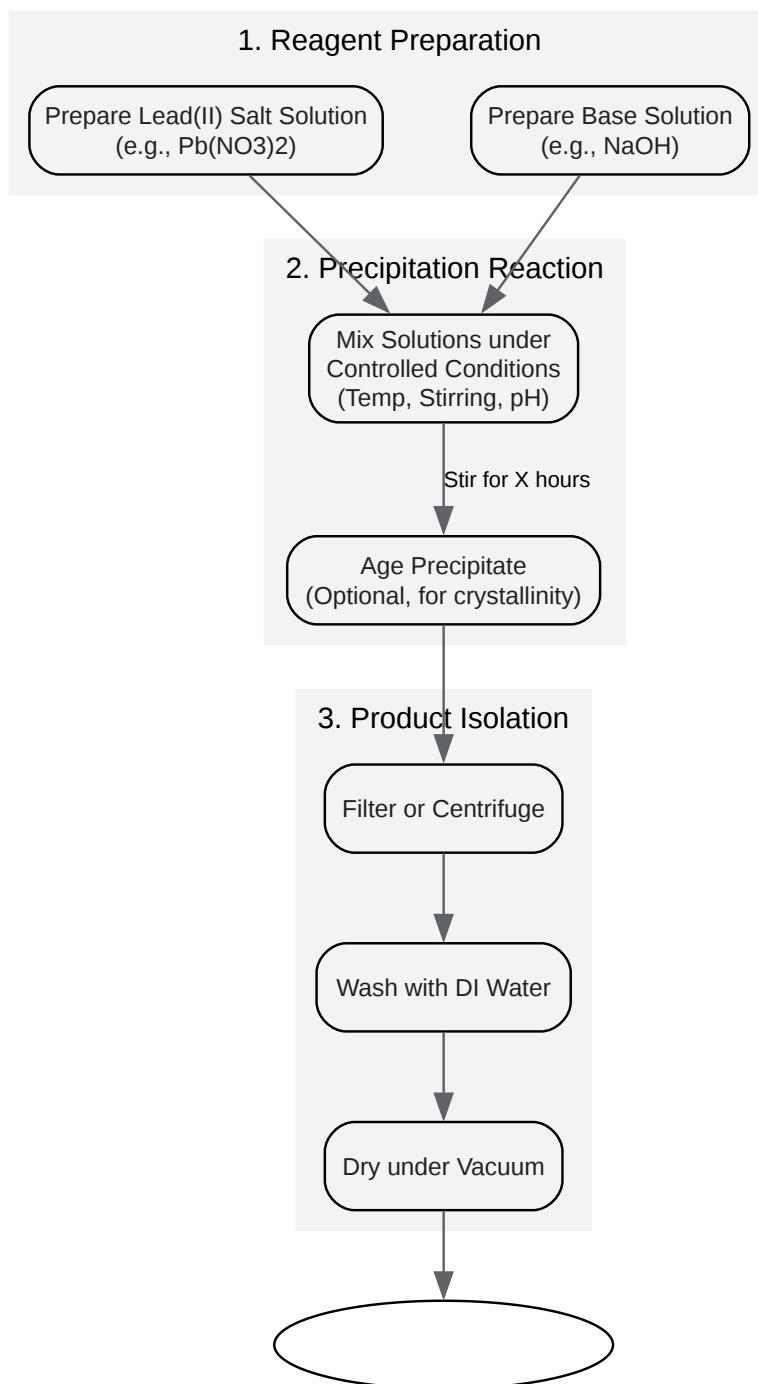 1. Reagent Preparation
Prepare Lead(II) Salt Solution
(e.g., Pb(NO3)2)
Prepare Base Solution
(e.g., NaOH)
2. Precipitation Reaction
Mix Solutions under
Controlled Conditions
(Temp, Stirring, pH)
Stir for X hours
Age Precipitate
(Optional, for crystallinity)
3. Product Isolation
Filter or Centrifuge
Wash with DI Water
Dry under Vacuum